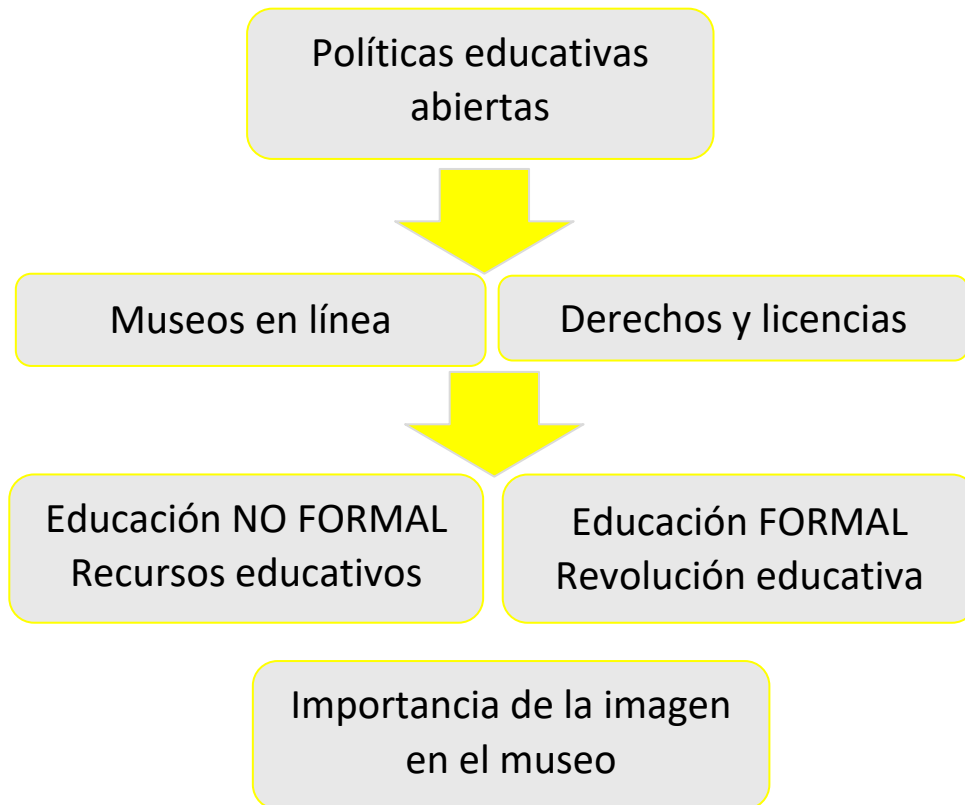 Políticas educativas
abiertas
Museos en línea
Derechos y licencias
Educación NO FORMAL
Recursos educativos
Educación FORMAL
Revolución educativa
Importancia de la imagen
en el museo